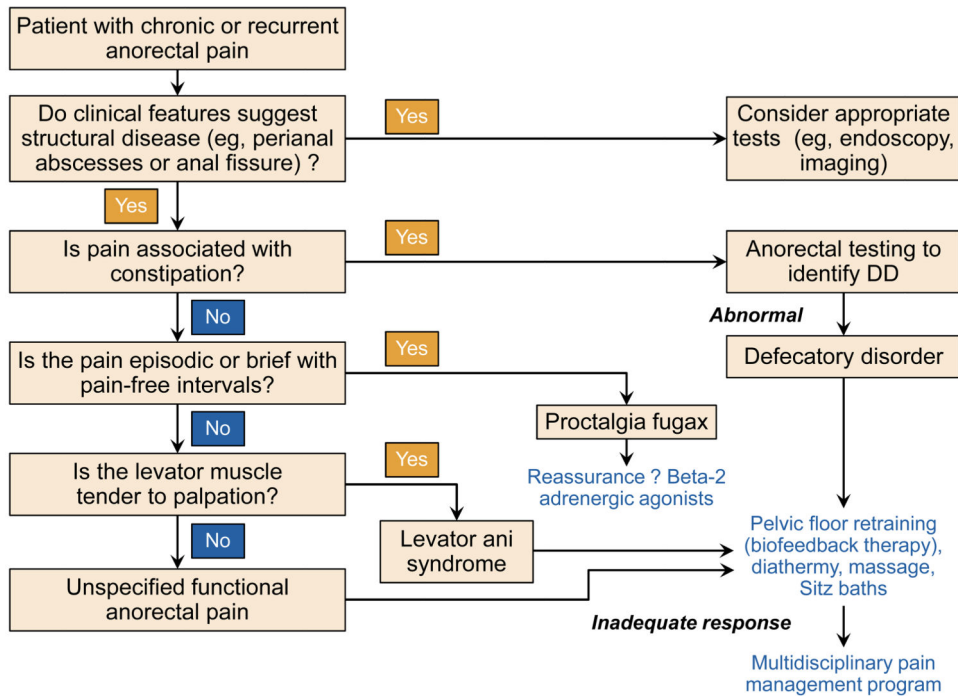 Patient with chronic or recurrent
anorectal pain
Do clinical features suggest
structural disease (eg, perianal
abscesses or anal fissure) ?
Yes
Consider appropriate
tests (eg, endoscopy,
imaging)
Yes
Is pain associated with
constipation?
Yes
Anorectal testing to
identify DD
No
Abnormal
Is the pain episodic or brief with
pain-free intervals?
Yes
Defecatory disorder
Proctalgia fugax
Reassurance ? Beta-2
adrenergic agonists
No
Is the levator muscle
tender to palpation?
Yes
Levator ani
syndrome
Pelvic floor retraining
(biofeedback therapy),
diathermy, massage,
Sitz baths
No
Unspecified functional
anorectal pain
Inadequate response
Multidisciplinary pain
management program